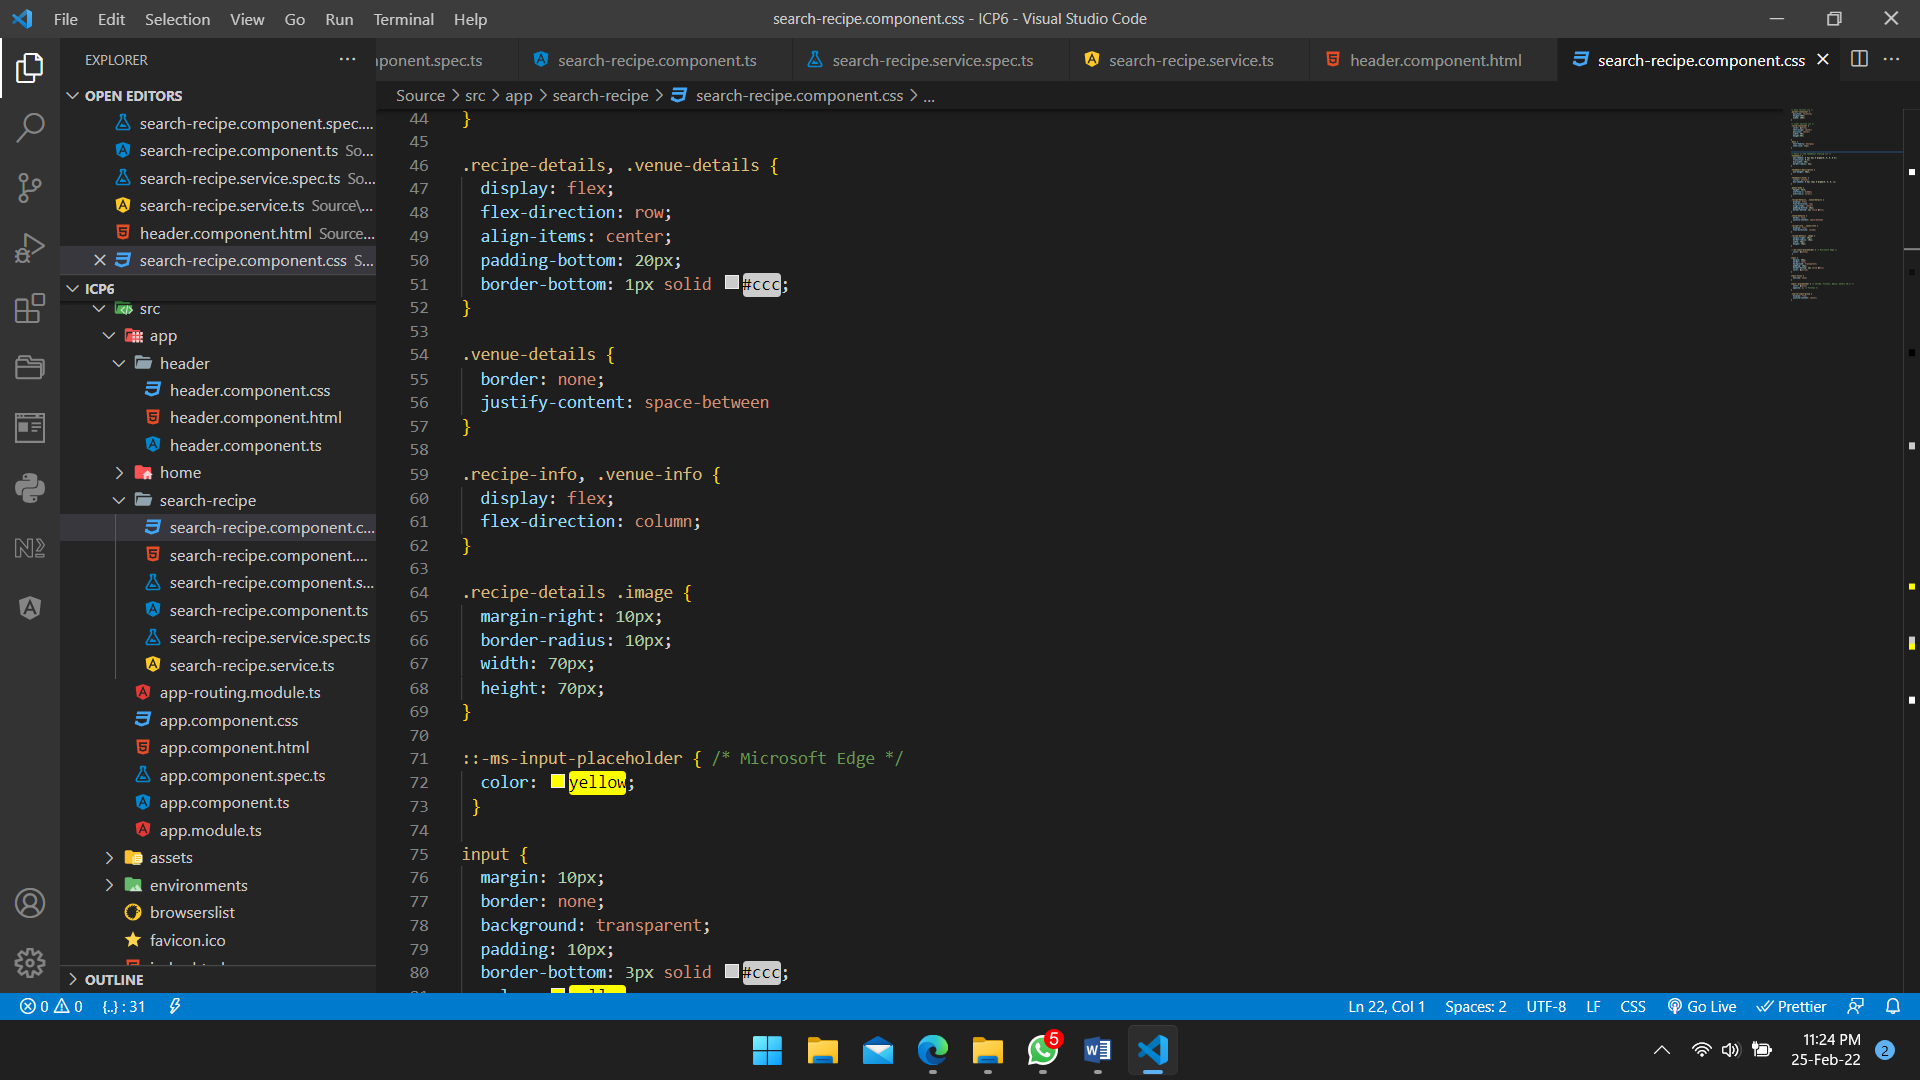 File Edit Selection View Go Run Terminal Help
search-recipe.component.css - ICP6 - Visual Studio Code
EXPLORER
ponent.spec.ts
search-recipe.component.ts
search-recipe.service.spec.ts
search-recipe.service.ts
header.component.html
search-recipe.component.css
Source > src > app > search-recipe > search-recipe.component.css > ...
OPEN EDITORS
search-recipe.component.spec....
search-recipe.component.ts So...
search-recipe.service.spec.ts So...
search-recipe.service.ts Source\...
header.component.html Source...
search-recipe.component.css S...
ICP6
src
app
header
header.component.css
header.component.html
header.component.ts
home
search-recipe
search-recipe.component.c...
search-recipe.component....
search-recipe.component.s...
search-recipe.component.ts
search-recipe.service.spec.ts
search-recipe.service.ts
app-routing.module.ts
app.component.css
app.component.html
app.component.spec.ts
app.component.ts
app.module.ts
assets
environments
browserslist
favicon.ico
OUTLINE
44 }
45
46 .recipe-details, .venue-details {
47 display: flex;
48 flex-direction: row;
49 align-items: center;
50 padding-bottom: 20px;
51 border-bottom: 1px solid #ccc;
52 }
53
54 .venue-details {
55 border: none;
56 justify-content: space-between
57 }
58
59 .recipe-info, .venue-info {
60 display: flex;
61 flex-direction: column;
62 }
63
64 .recipe-details .image {
65 margin-right: 10px;
66 border-radius: 10px;
67 width: 70px;
68 height: 70px;
69 }
70
71 ::-ms-input-placeholder { /* Microsoft Edge */
72 color: yellow;
73 }
74
75 input {
76 margin: 10px;
77 border: none;
78 background: transparent;
79 padding: 10px;
80 border-bottom: 3px solid #ccc;
0 0 {..} : 31
Ln 22, Col 1 Spaces: 2 UTF-8 LF CSS Go Live Prettier
5
11:24 PM
25-Feb-22
2